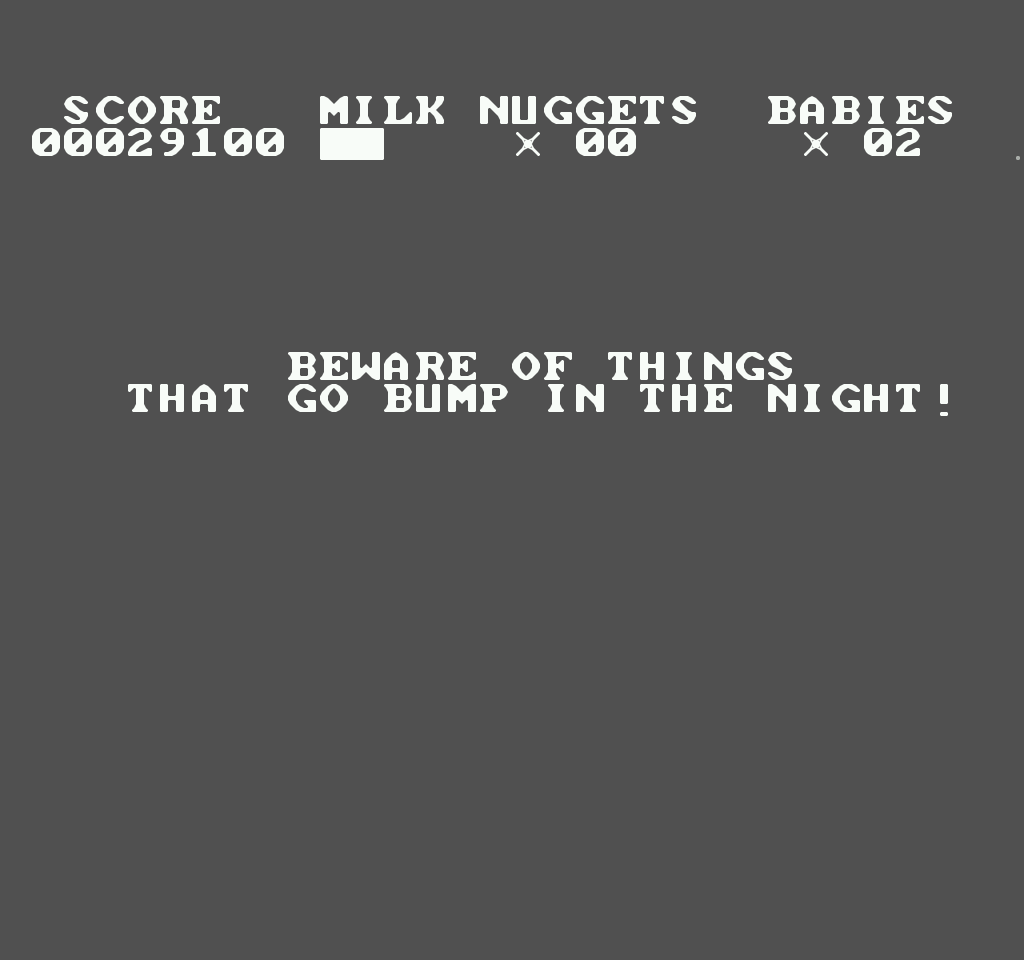 SCORE MILK NUGGETS BABIES
00029100 × 00 × 02
BEWARE OF THINGS
THAT GO BUMP IN THE NIGHT!